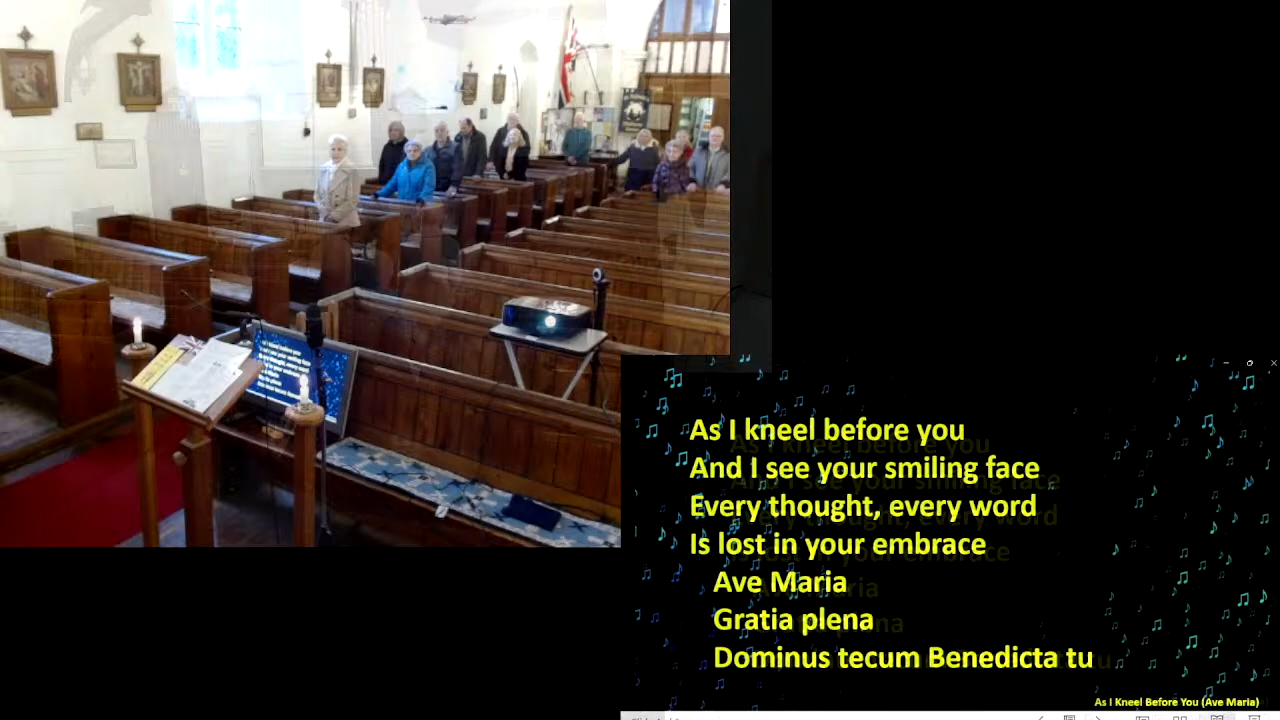 As I kneel before you
And I see your smiling face
Every thought, every word
Is lost in your embrace
Ave Maria
Gratia plena
Dominus tecum Benedicta tu
As I Kneel Before You (Ave Maria)